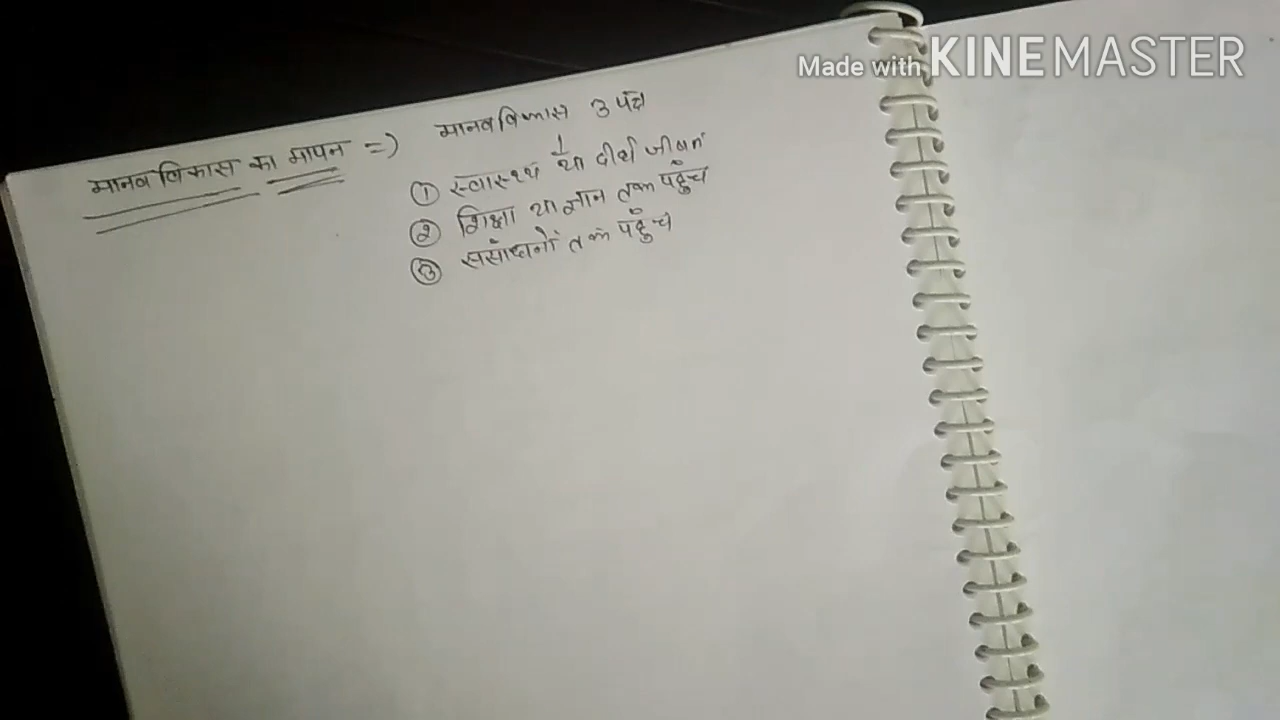 Made with KINEMASTER
मानव विकास का मापन => मानव विकास 3 पक्ष
① स्वास्थ्य या दीर्घ जीवन
② शिक्षा या ज्ञान तक पहुँच
③ संसाधनों तक पहुँच